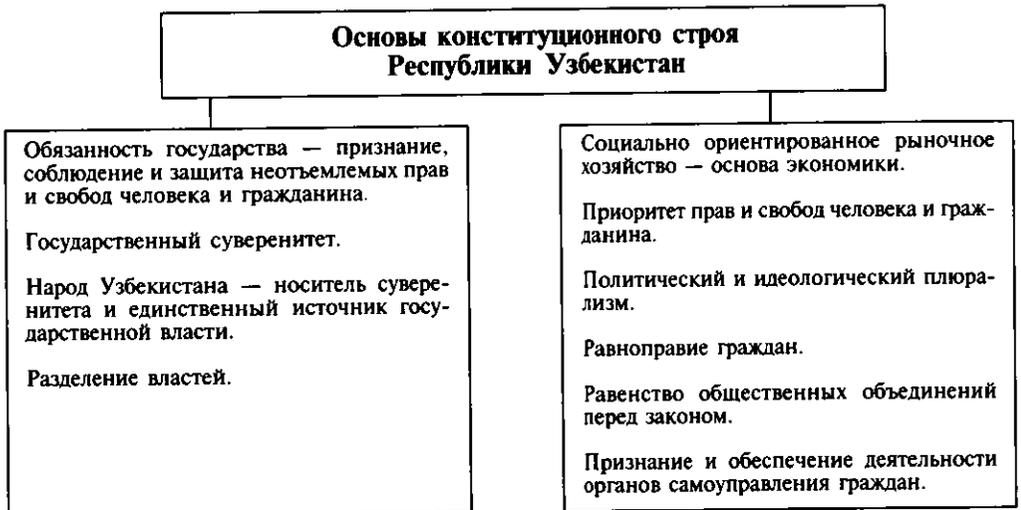 Основы конституционного строя
Республики Узбекистан
Обязанность государства — признание,
соблюдение и защита неотъемлемых прав
и свобод человека и гражданина.
Государственный суверенитет.
Народ Узбекистана — носитель сувере-
нитета и единственный источник госу-
дарственной власти.
Разделение властей.
Социально ориентированное рыночное
хозяйство — основа экономики.
Приоритет прав и свобод человека и граж-
данина.
Политический и идеологический плюра-
лизм.
Равноправие граждан.
Равенство общественных объединений
перед законом.
Признание и обеспечение деятельности
органов самоуправления граждан.